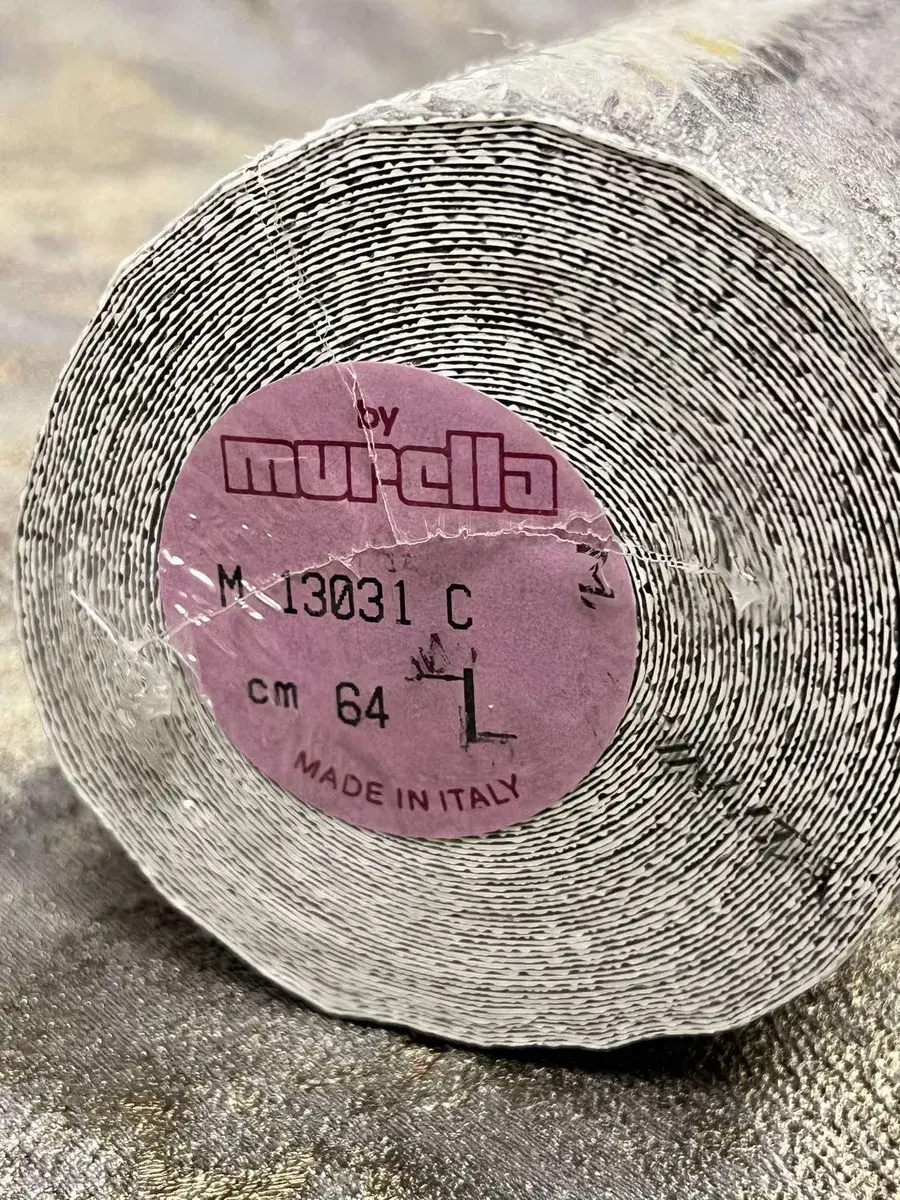 by
murella
M 13031 C
cm 64
MADE IN ITALY